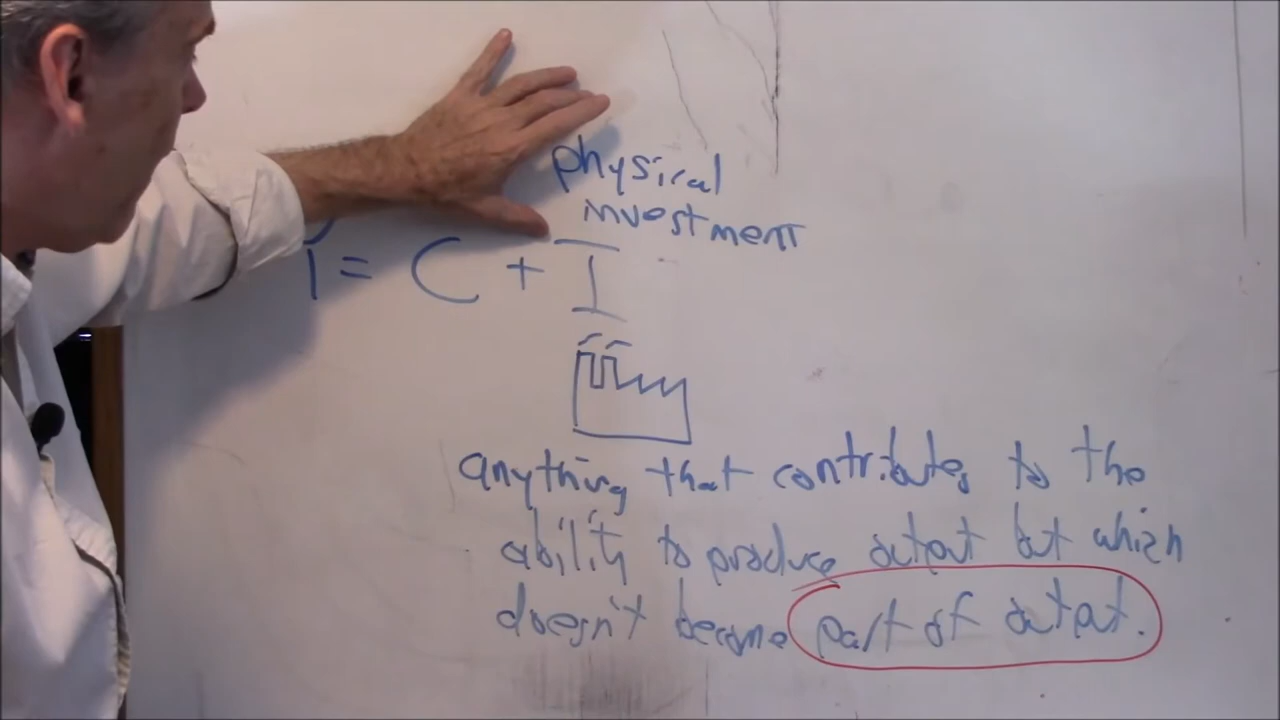 physical
investment
Y = C + I
anything that contributes to the
ability to produce output but which
doesn't become part of output.